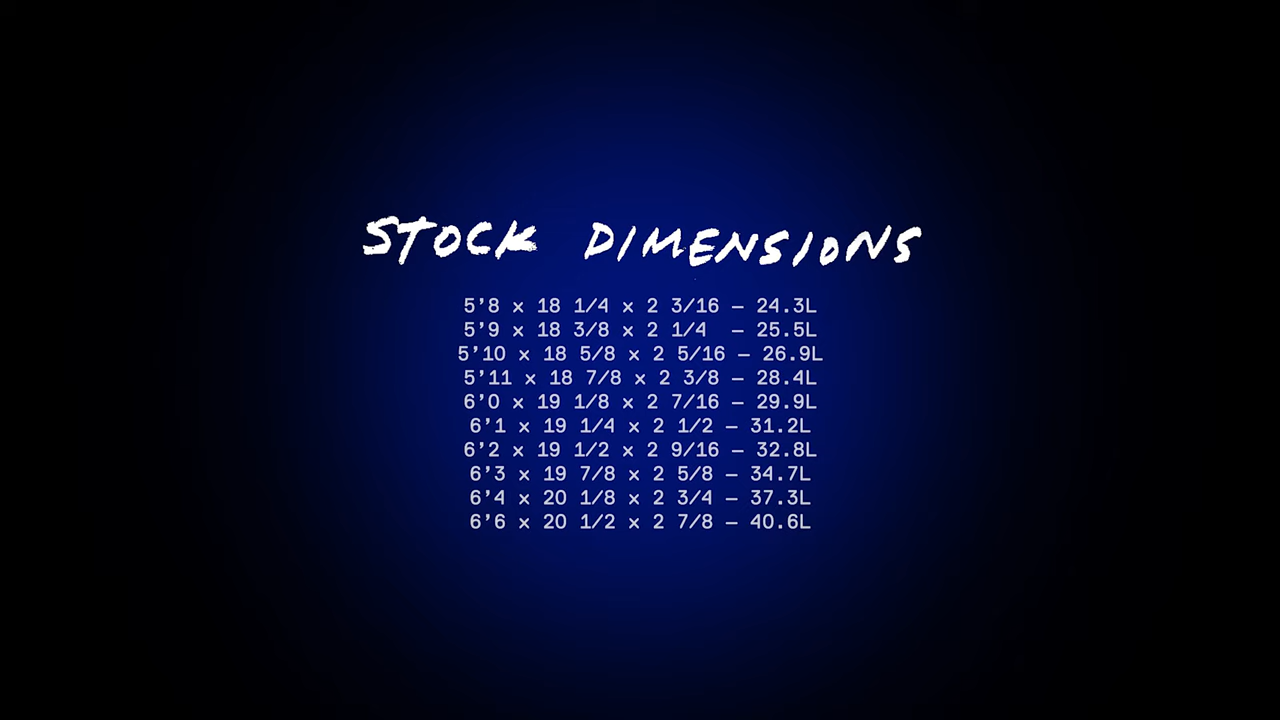 STOCK DIMENSIONS
5'8 x 18 1/4 x 2 3/16 – 24.3L
5'9 x 18 3/8 x 2 1/4 – 25.5L
5'10 x 18 5/8 x 2 5/16 – 26.9L
5'11 x 18 7/8 x 2 3/8 – 28.4L
6'0 x 19 1/8 x 2 7/16 – 29.9L
6'1 x 19 1/4 x 2 1/2 – 31.2L
6'2 x 19 1/2 x 2 9/16 – 32.8L
6'3 x 19 7/8 x 2 5/8 – 34.7L
6'4 x 20 1/8 x 2 3/4 – 37.3L
6'6 x 20 1/2 x 2 7/8 – 40.6L